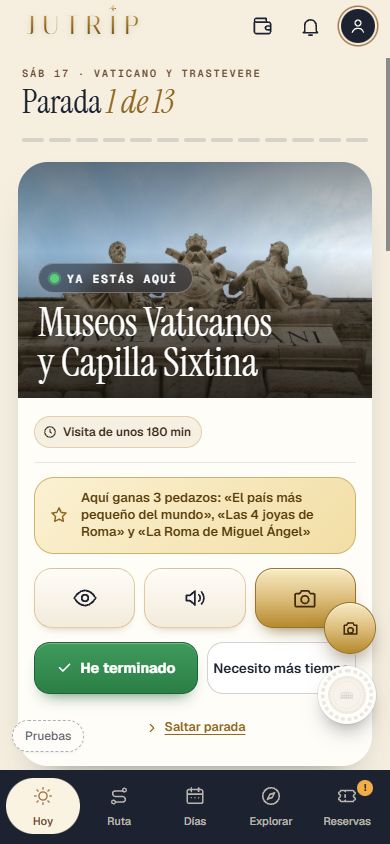 JUTRIP
SÁB 17 · VATICANO Y TRASTEVERE
Parada 1 de 13
YA ESTÁS AQUÍ
Museos Vaticanos
y Capilla Sixtina
Visita de unos 180 min
Aquí ganas 3 pedazos: «El país más
pequeño del mundo», «Las 4 joyas de
Roma» y «La Roma de Miguel Ángel»
He terminado
Necesito más
Saltar parada
Pruebas
!
Hoy
Ruta
Días
Explorar
Reservas